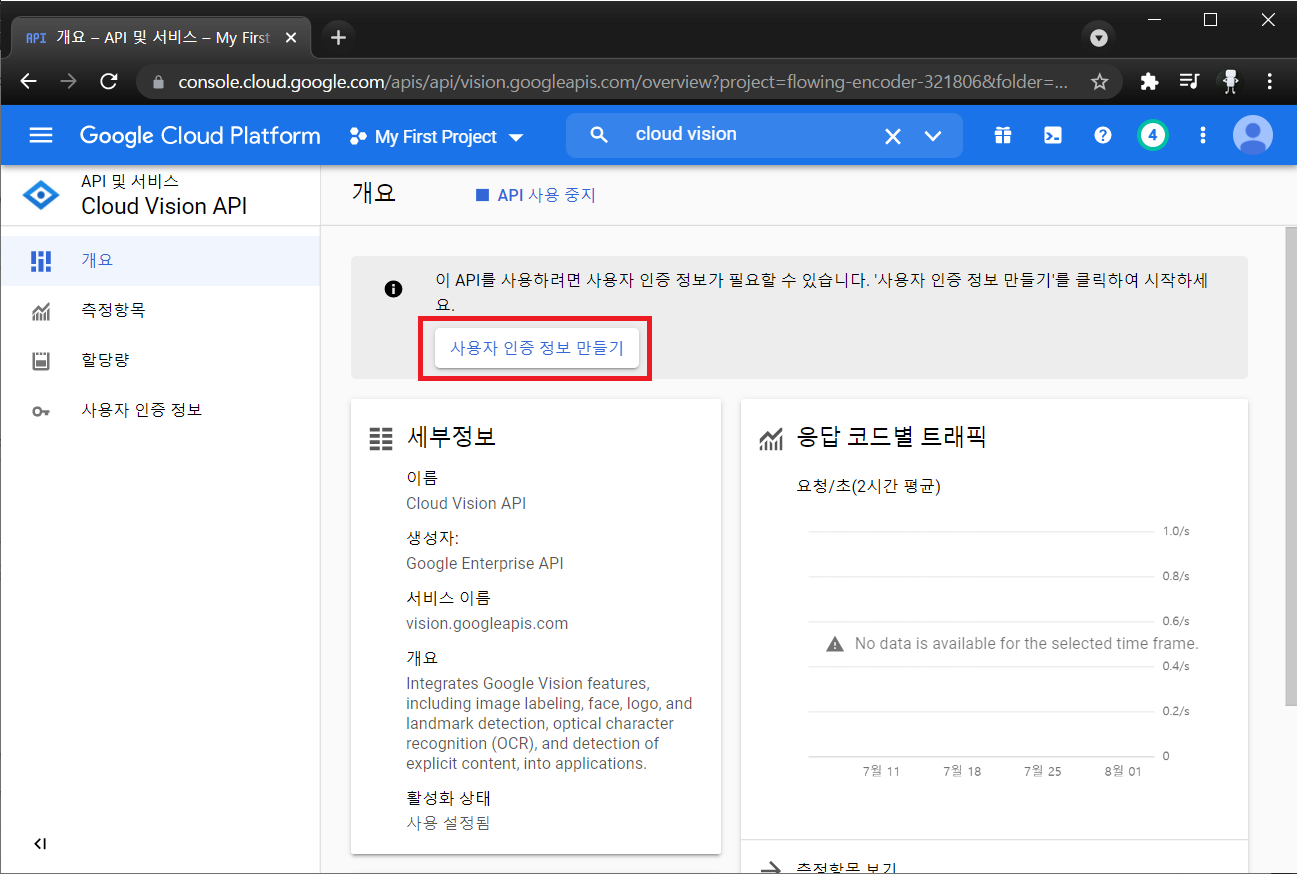 API 개요 – API 및 서비스 – My First
console.cloud.google.com/apis/api/vision.googleapis.com/overview?project=flowing-encoder-321806&folder=...
Google Cloud Platform
My First Project
cloud vision
4
API 및 서비스
Cloud Vision API
개요
측정항목
할당량
사용자 인증 정보
개요
API 사용 중지
이 API를 사용하려면 사용자 인증 정보가 필요할 수 있습니다. '사용자 인증 정보 만들기'를 클릭하여 시작하세
요.
사용자 인증 정보 만들기
세부정보
이름
Cloud Vision API
생성자:
Google Enterprise API
서비스 이름
vision.googleapis.com
개요
Integrates Google Vision features,
including image labeling, face, logo, and
landmark detection, optical character
recognition (OCR), and detection of
explicit content, into applications.
활성화 상태
사용 설정됨
응답 코드별 트래픽
요청/초(2시간 평균)
1.0/s
0.8/s
0.6/s
No data is available for the selected time frame.
0.4/s
0.2/s
0
7월 11 7월 18 7월 25 8월 01
측정항목 보기